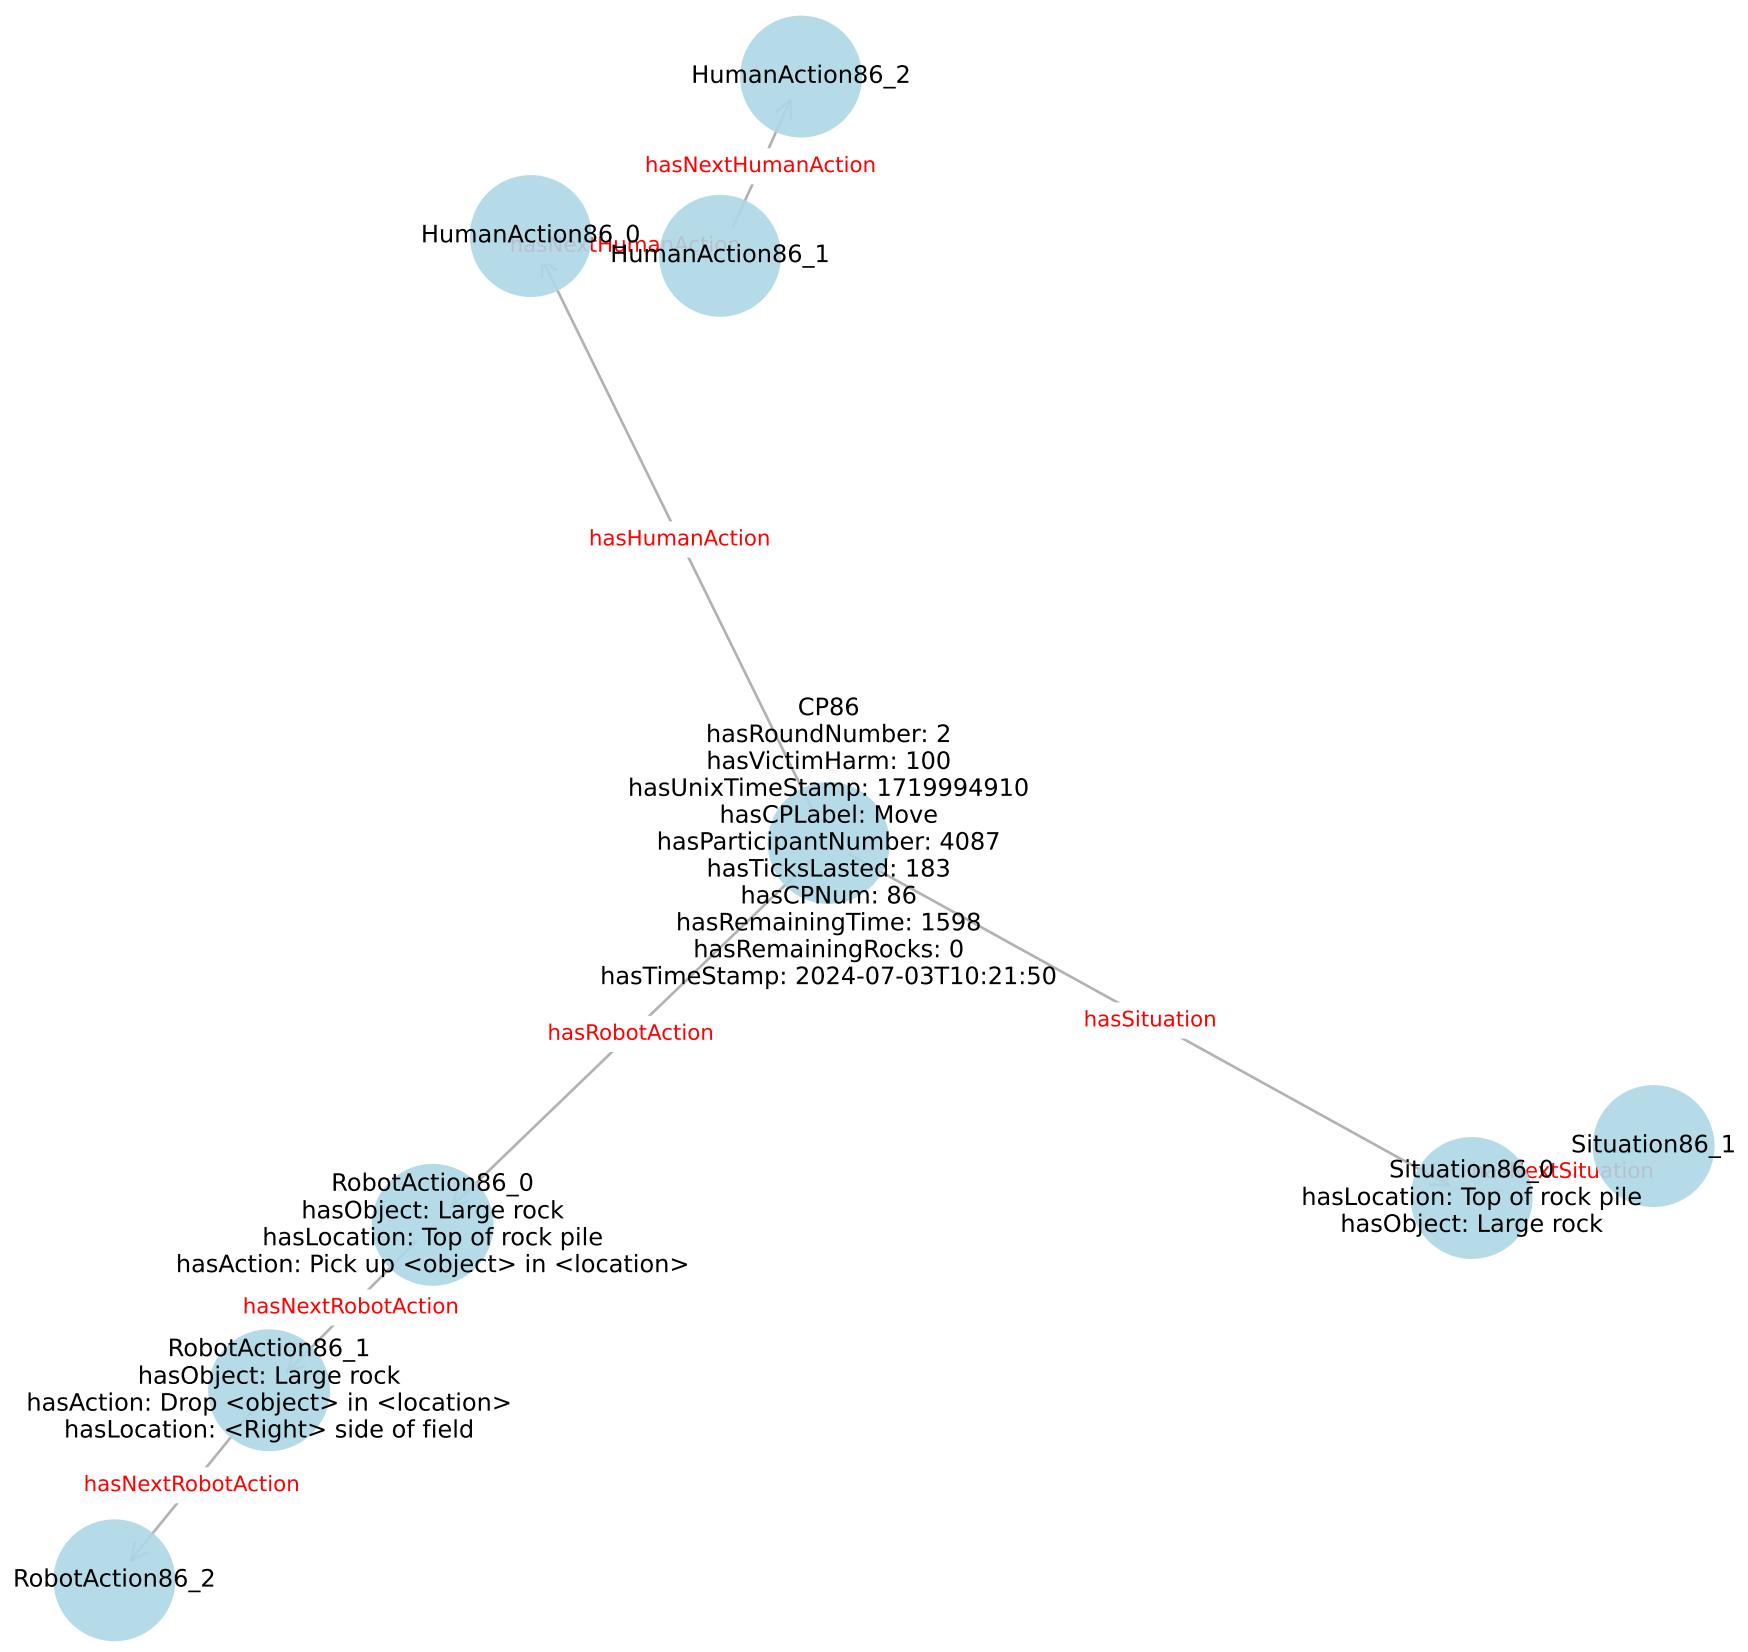 HumanAction86_2
hasNextHumanAction
HumanAction86_0
hasNextHumanAction
HumanAction86_1
hasHumanAction
CP86
hasRoundNumber: 2
hasVictimHarm: 100
hasUnixTimeStamp: 1719994910
hasCPLabel: Move
hasParticipantNumber: 4087
hasTicksLasted: 183
hasCPNum: 86
hasRemainingTime: 1598
hasRemainingRocks: 0
hasTimeStamp: 2024-07-03T10:21:50
hasSituation
hasRobotAction
Situation86_1
Situation86_0
extSituation
hasLocation: Top of rock pile
hasObject: Large rock
RobotAction86_0
hasObject: Large rock
hasLocation: Top of rock pile
hasAction: Pick up <object> in <location>
hasNextRobotAction
RobotAction86_1
hasObject: Large rock
hasAction: Drop <object> in <location>
hasLocation: <Right> side of field
hasNextRobotAction
RobotAction86_2